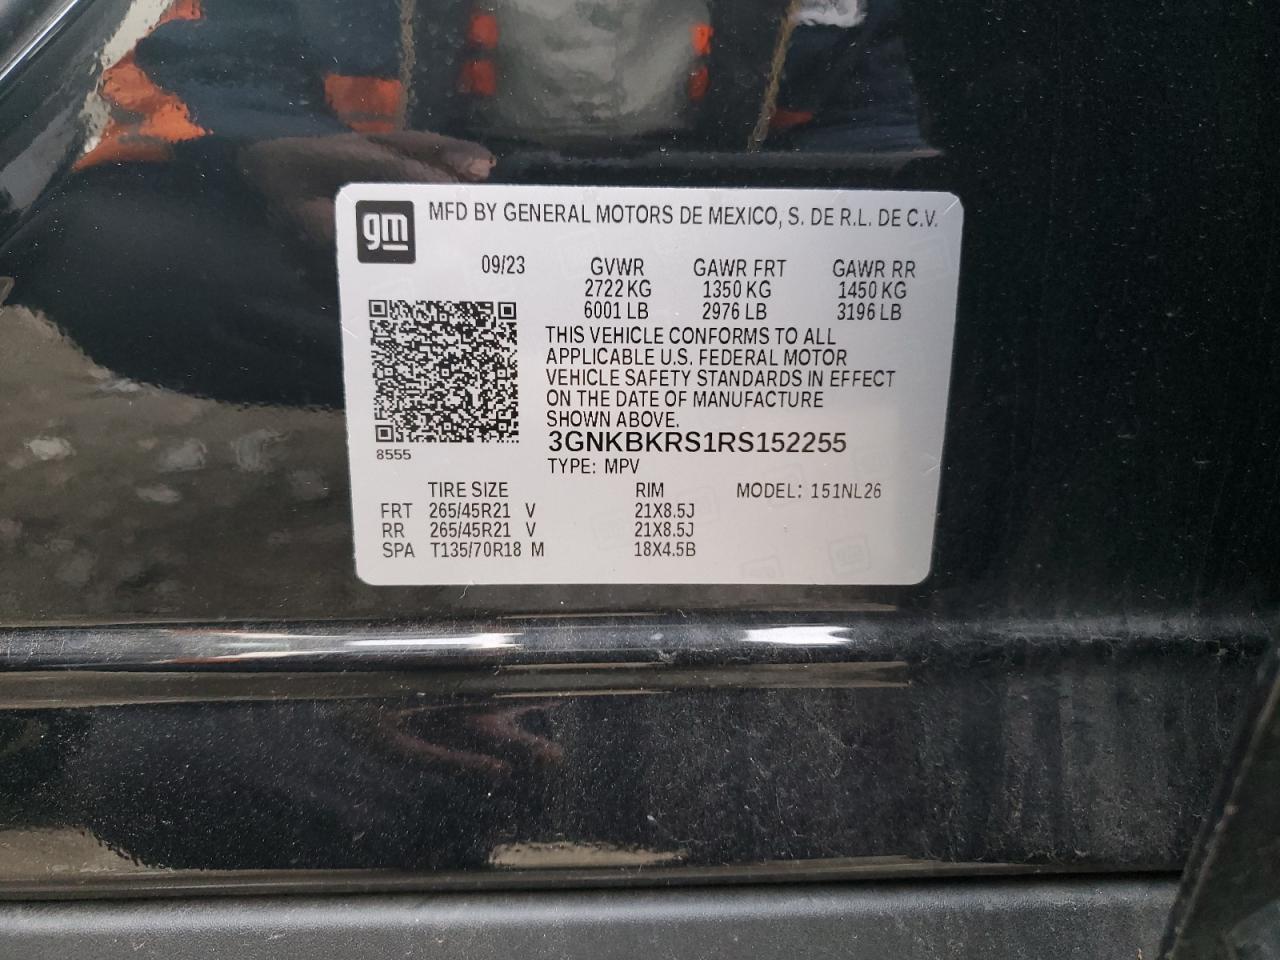 gm MFD BY GENERAL MOTORS DE MEXICO, S. DE R.L. DE C.V.
09/23 GVWR GAWR FRT GAWR RR
2722 KG 1350 KG 1450 KG
6001 LB 2976 LB 3196 LB
THIS VEHICLE CONFORMS TO ALL
APPLICABLE U.S. FEDERAL MOTOR
VEHICLE SAFETY STANDARDS IN EFFECT
ON THE DATE OF MANUFACTURE
SHOWN ABOVE.
3GNKBKRS1RS152255
8555
TYPE: MPV
TIRE SIZE RIM MODEL: 151NL26
FRT 265/45R21 V 21X8.5J
RR 265/45R21 V 21X8.5J
SPA T135/70R18 M 18X4.5B